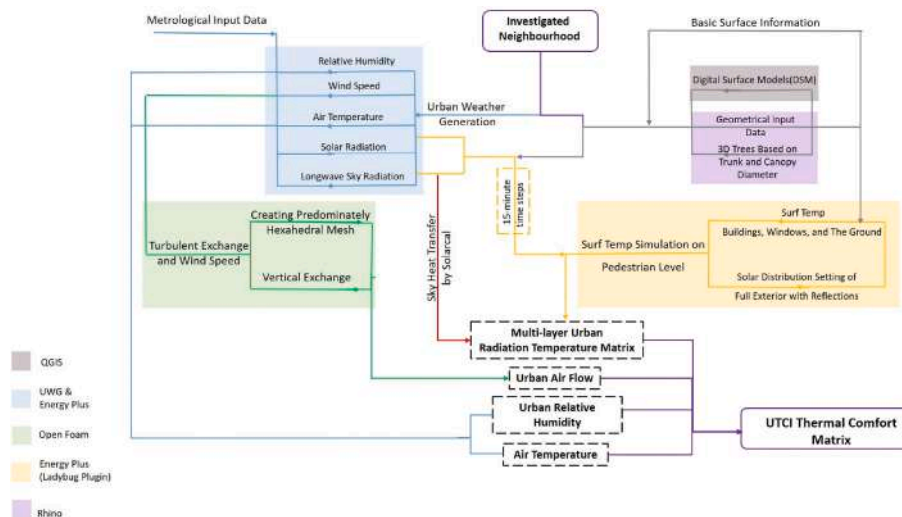 Metrological Input Data
Investigated
Neighbourhood
Basic Surface Information
Relative Humidity
Wind Speed
Air Temperature
Solar Radiation
Longwave Sky Radiation
Urban Weather
Generation
Digital Surface Models(DSM)
Geometrical Input
Data
3D Trees Based on
Trunk and Canopy
Diameter
15-minute
time steps
Creating Predominately
Hexahedral Mesh
Turbulent Exchange
and Wind Speed
Vertical Exchange
Sky Heat Transfer
by Solarcal
Surf Temp Simulation on
Pedestrian Level
Surf Temp
Buildings, Windows, and The Ground
Solar Distribution Setting of
Full Exterior with Reflections
Multi-layer Urban
Radiation Temperature Matrix
Urban Air Flow
Urban Relative
Humidity
Air Temperature
UTCI Thermal Comfort
Matrix
QGIS
UWG &
Energy Plus
Open Foam
Energy Plus
(Ladybug Plugin)
Rhino